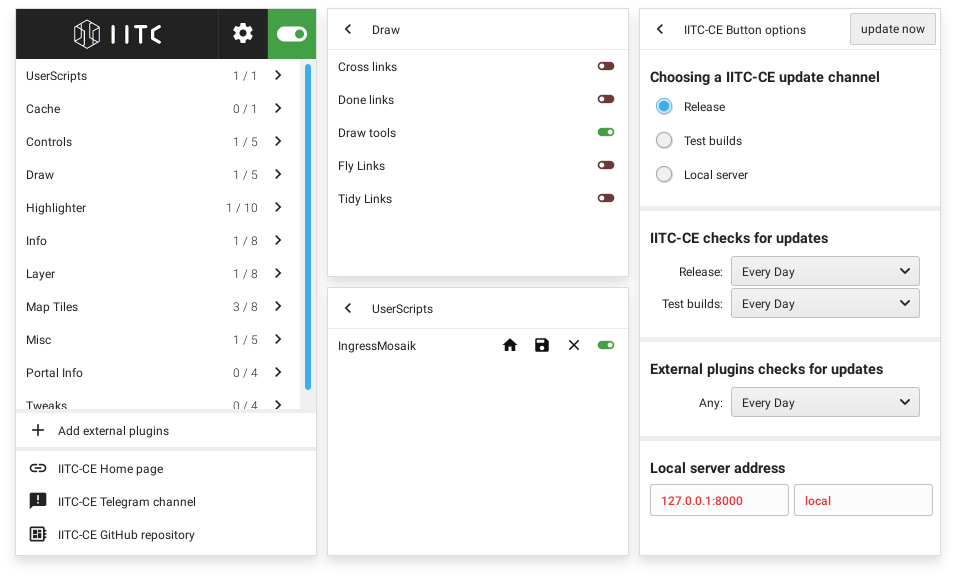 IITC
UserScripts 1 / 1
Cache 0 / 1
Controls 1 / 5
Draw 1 / 5
Highlighter 1 / 10
Info 1 / 8
Layer 1 / 8
Map Tiles 3 / 8
Misc 1 / 5
Portal Info 0 / 4
Tweaks 0 / 4
Add external plugins
IITC-CE Home page
IITC-CE Telegram channel
IITC-CE GitHub repository
Draw
Cross links
Done links
Draw tools
Fly Links
Tidy Links
UserScripts
IngressMosaik
IITC-CE Button options update now
Choosing a IITC-CE update channel
Release
Test builds
Local server
IITC-CE checks for updates
Release: Every Day
Test builds: Every Day
External plugins checks for updates
Any: Every Day
Local server address
127.0.0.1:8000 local